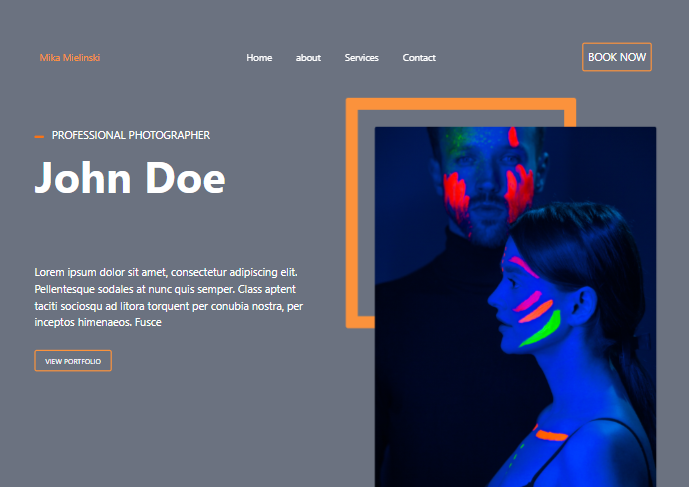 Mika Mielinski
Home about Services Contact
BOOK NOW
PROFESSIONAL PHOTOGRAPHER
John Doe
Lorem ipsum dolor sit amet, consectetur adipiscing elit.
Pellentesque sodales at nunc quis semper. Class aptent
taciti sociosqu ad litora torquent per conubia nostra, per
inceptos himenaeos. Fusce
VIEW PORTFOLIO